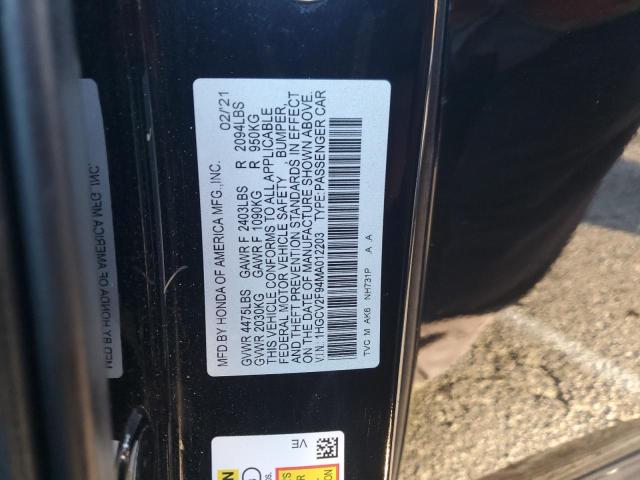 MFD BY HONDA OF AMERICA MFG.,INC. 02/'21
GVWR 4475LBS GAWR F 2403LBS R 2094LBS
GVWR 2030KG GAWR F 1090KG R 950KG
THIS VEHICLE CONFORMS TO ALL APPLICABLE
FEDERAL MOTOR VEHICLE SAFETY BUMPER,
AND THEFT PREVENTION STANDARDS IN EFFECT
ON THE DATE OF MANUFACTURE SHOWN ABOVE.
V.I.N: 1HGCV2F94MA012203 TYPE:PASSENGER CAR
TVC M AK6 NH731P A A
MFD BY HONDA OF AMERICA MFG., INC.
Vm